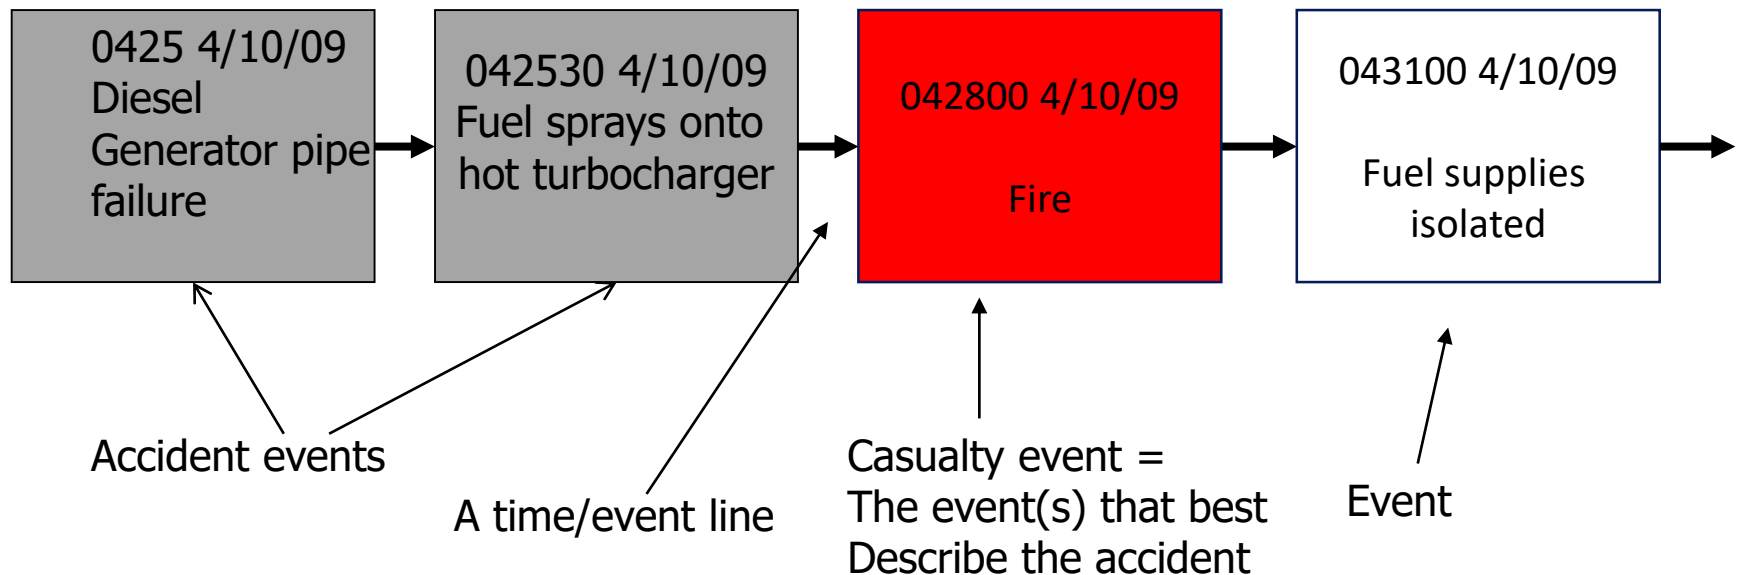 0425 4/10/09
Diesel
Generator pipe
failure
042530 4/10/09
Fuel sprays onto
hot turbocharger
042800 4/10/09
Fire
043100 4/10/09
Fuel supplies
isolated
Accident events
A time/event line
Casualty event =
The event(s) that best
Describe the accident
Event